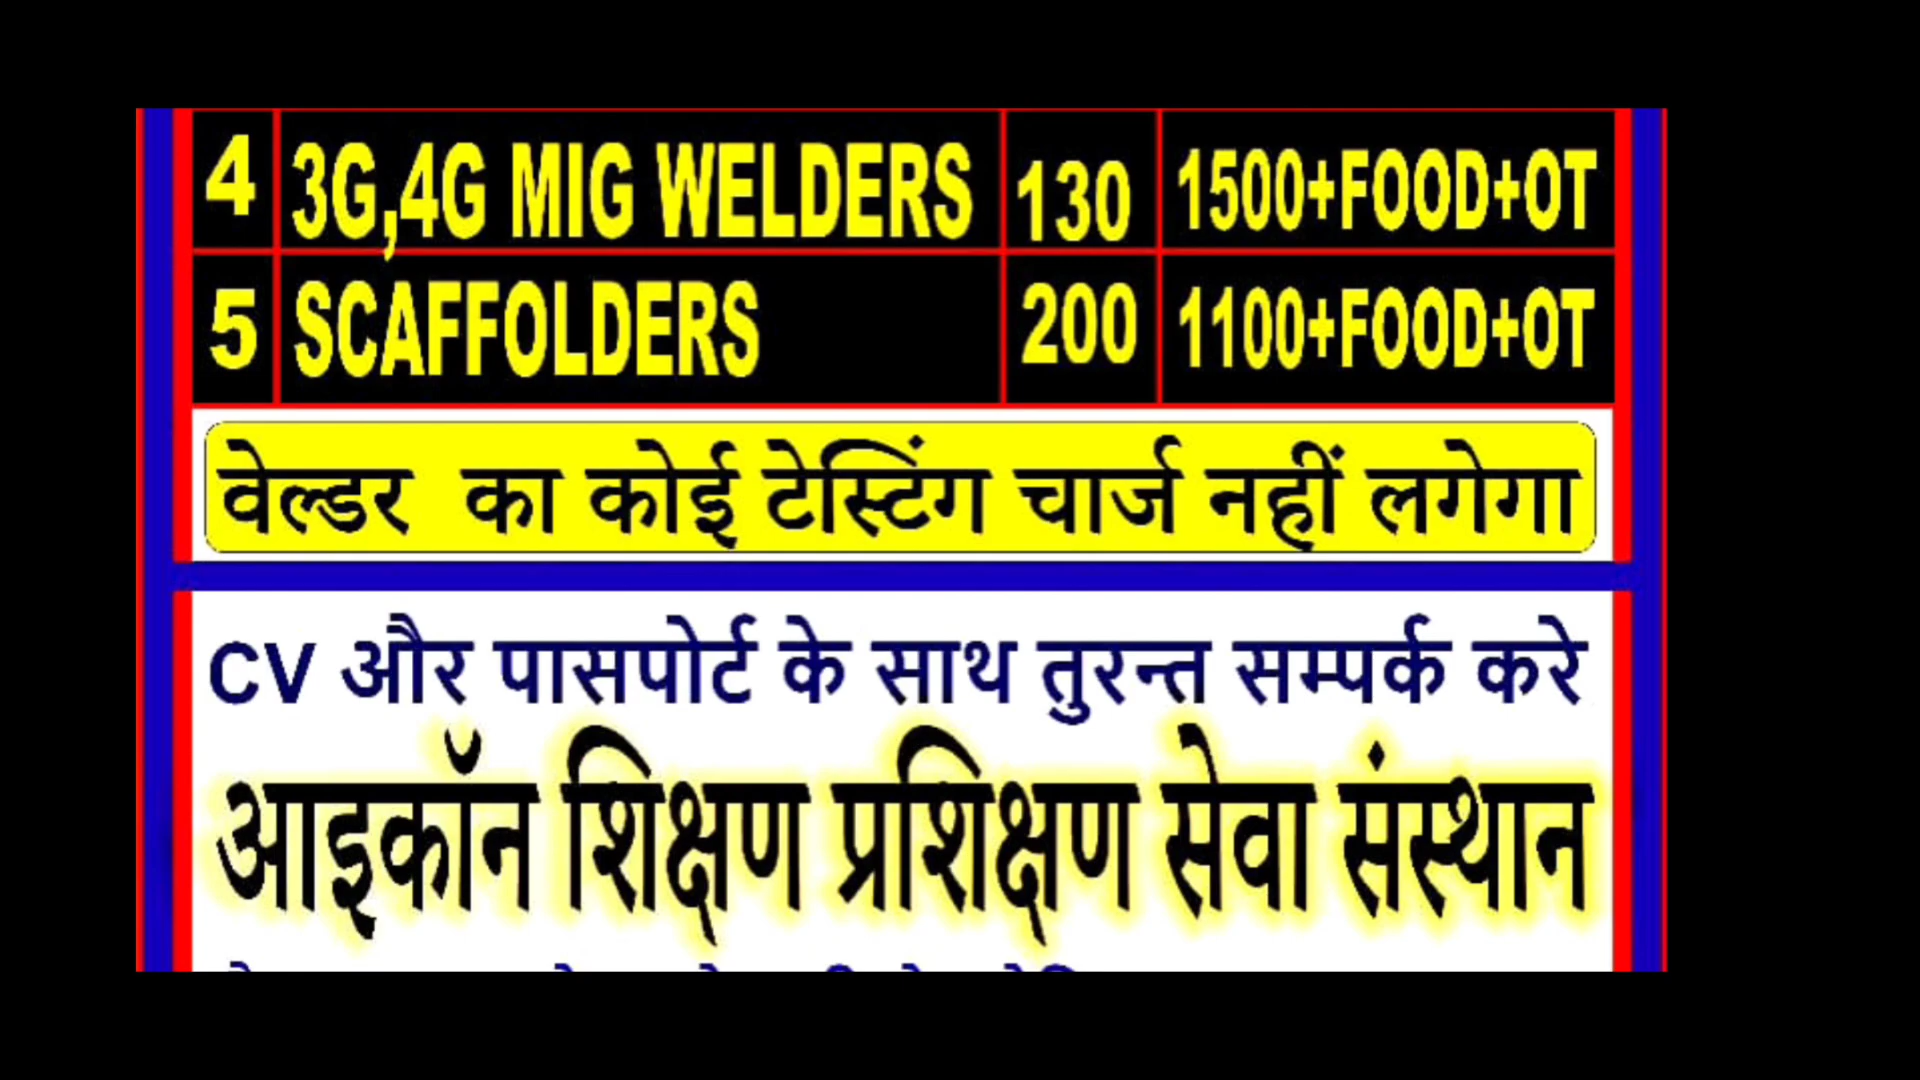 4 3G,4G MIG WELDERS 130 1500+FOOD+OT
5 SCAFFOLDERS 200 1100+FOOD+OT
वेल्डर का कोई टेस्टिंग चार्ज नहीं लगेगा
CV और पासपोर्ट के साथ तुरन्त सम्पर्क करे
आइकॉन शिक्षण प्रशिक्षण सेवा संस्थान